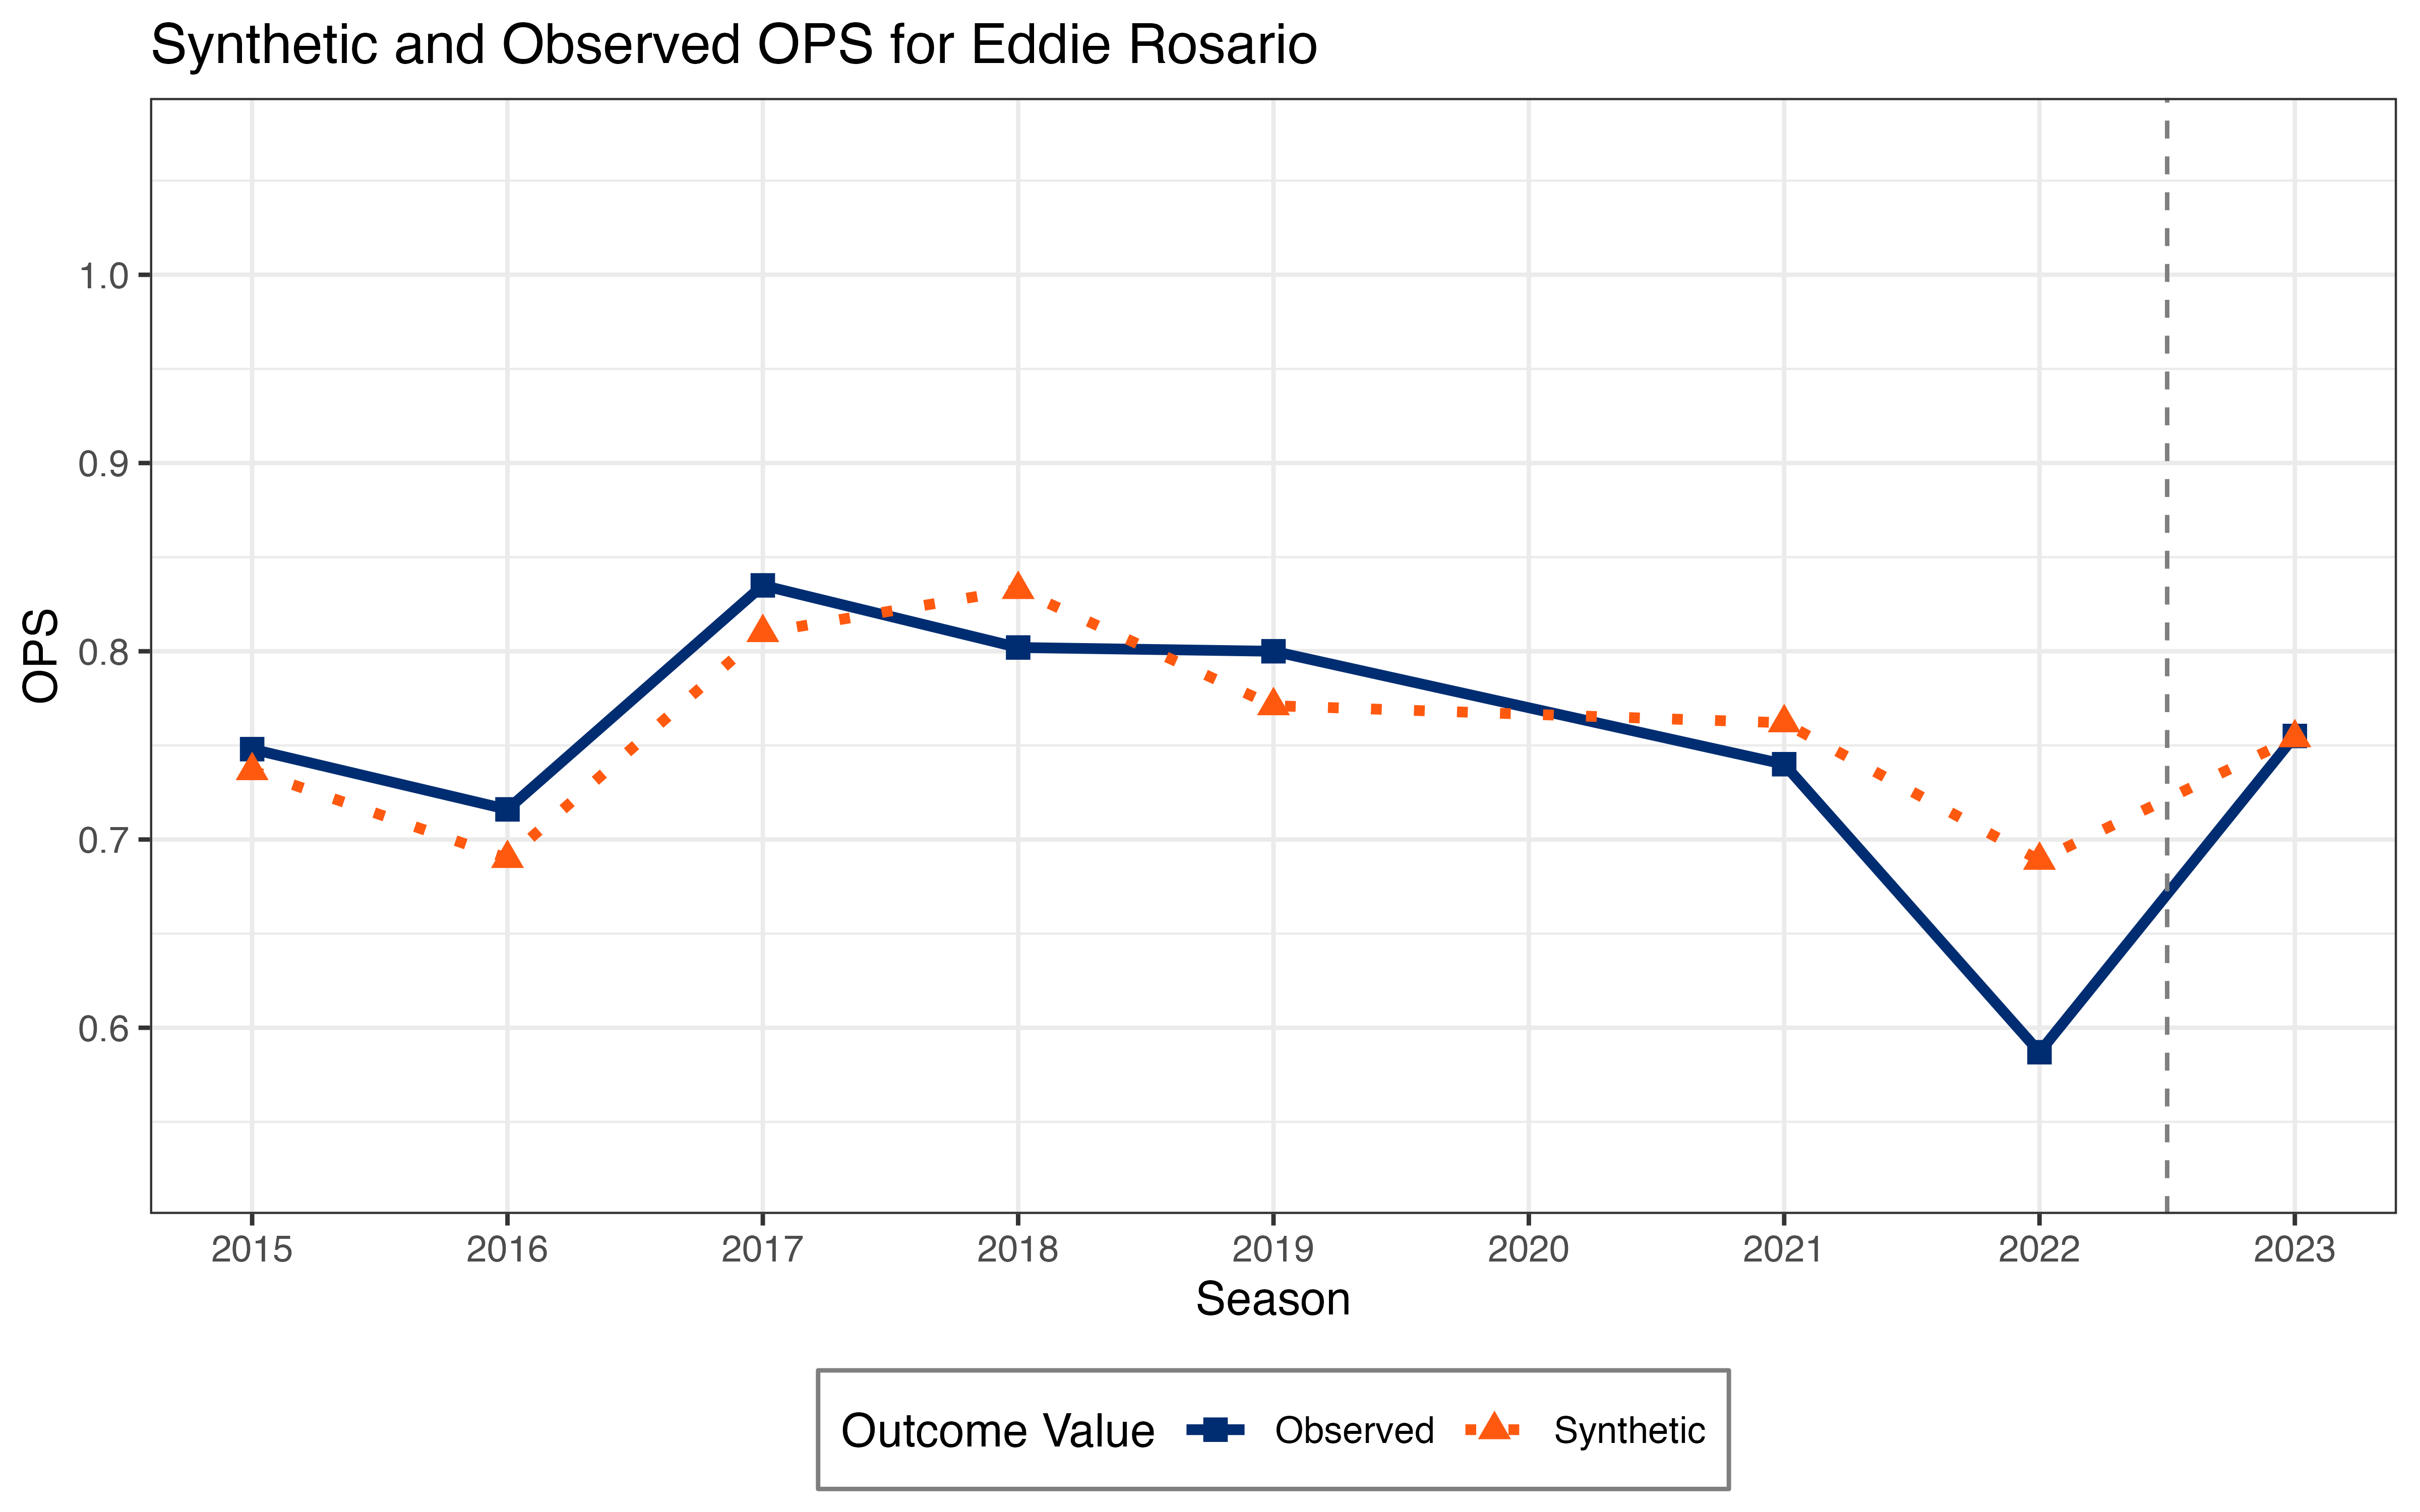 Synthetic and Observed OPS for Eddie Rosario
OPS
1.0
0.9
0.8
0.7
0.6
2015 2016 2017 2018 2019 2020 2021 2022 2023
Season
Outcome Value Observed Synthetic